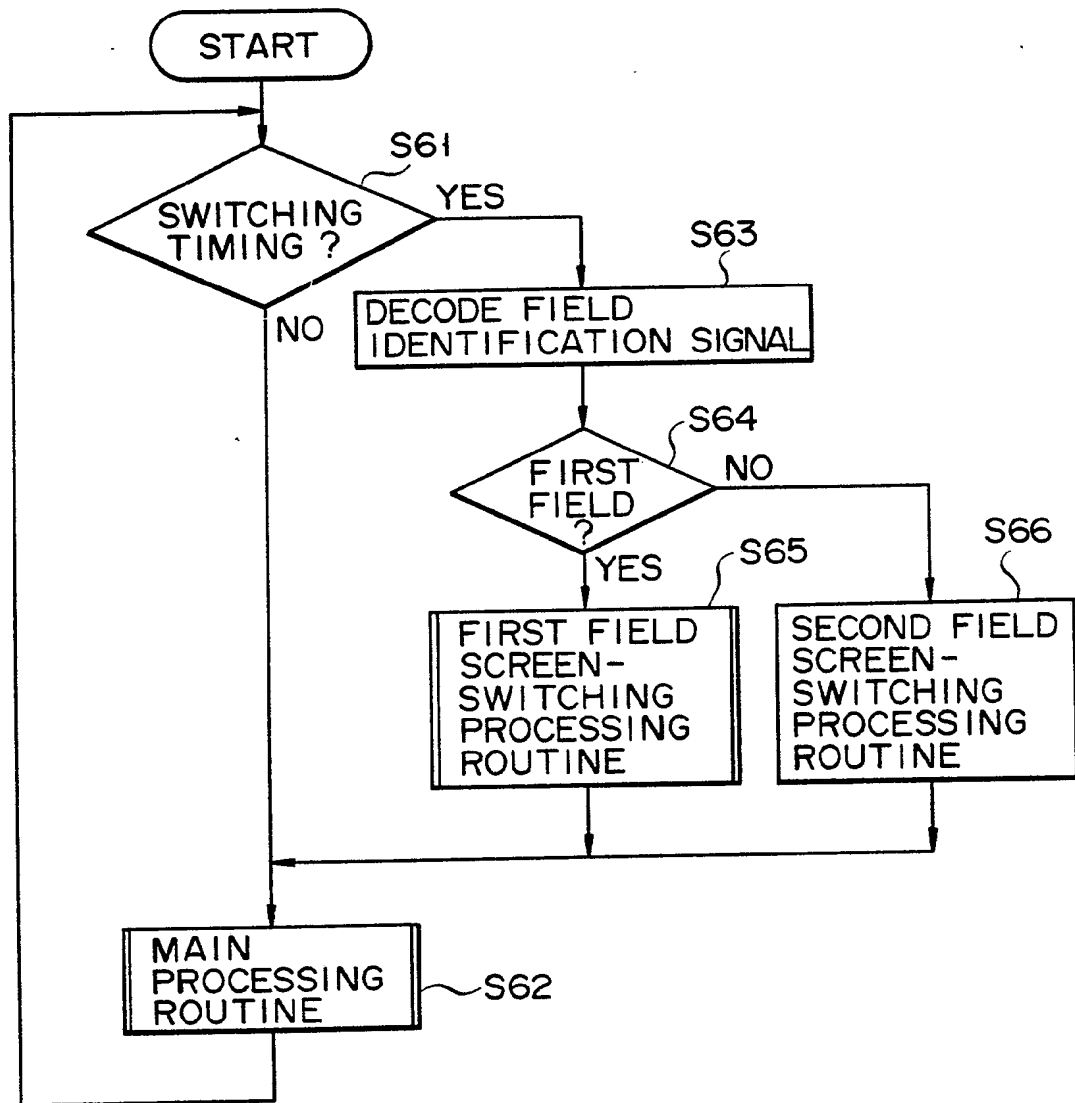 START
S61
SWITCHING
TIMING ?
YES
NO
S63
DECODE FIELD
IDENTIFICATION SIGNAL
S64
FIRST
FIELD
?
NO
YES
S65
FIRST FIELD
SCREEN-
SWITCHING
PROCESSING
ROUTINE
S66
SECOND FIELD
SCREEN-
SWITCHING
PROCESSING
ROUTINE
MAIN
PROCESSING
ROUTINE
S62